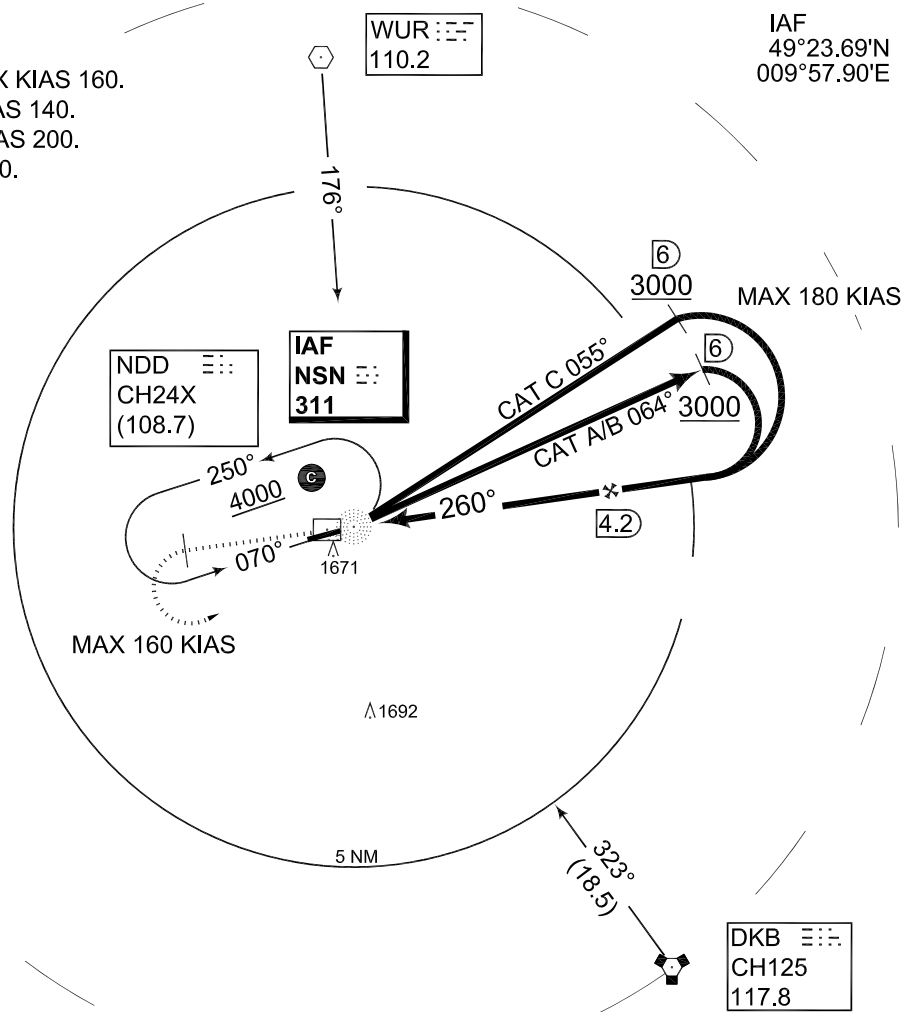 WUR
110.2
IAF
49°23.69'N
009°57.90'E
X KIAS 160.
AS 140.
AS 200.
0.
176°
6
3000
MAX 180 KIAS
IAF
NSN
311
NDD
CH24X
(108.7)
CAT C 055°
6
3000
CAT A/B 064°
250°
4000
C
260°
4.2
070°
1671
MAX 160 KIAS
1692
5 NM
323°
(18.5)
DKB
CH125
117.8